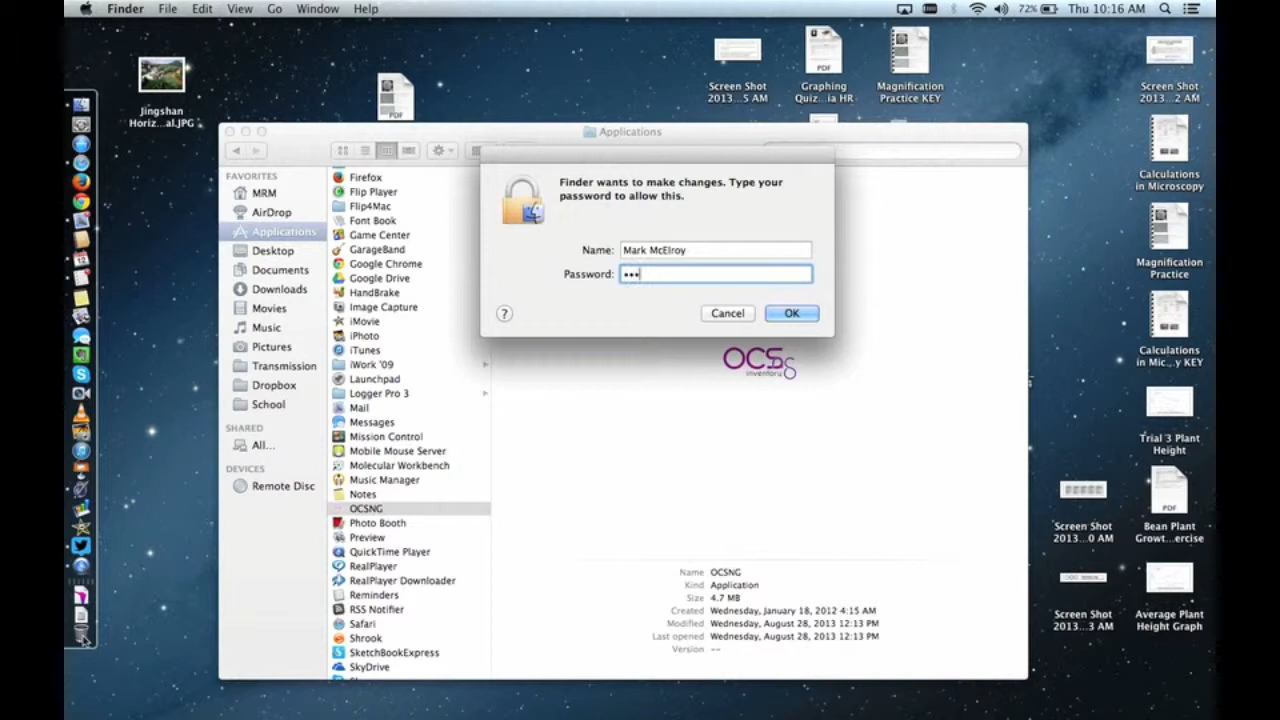 Finder File Edit View Go Window Help
72% Thu 10:16 AM
Jingshan
Horiz...al.JPG
PDF
Screen Shot
2013...5 AM
PDF
Graphing
Quiz...ia HR
Magnification
Practice KEY
Screen Shot
2013...2 AM
Calculations
in Microscopy
Magnification
Practice
Calculations
in Mic...y KEY
Trial 3 Plant
Height
Screen Shot
2013...0 AM
PDF
Bean Plant
Growt...ercise
Screen Shot
2013...3 AM
Average Plant
Height Graph
Applications
FAVORITES
MRM
AirDrop
Applications
Desktop
Documents
Downloads
Movies
Music
Pictures
Transmission
Dropbox
School
SHARED
All...
DEVICES
Remote Disc
Firefox
Flip Player
Flip4Mac
Font Book
Game Center
GarageBand
Google Chrome
Google Drive
HandBrake
Image Capture
iMovie
iPhoto
iTunes
iWork '09
Launchpad
Logger Pro 3
Mail
Messages
Mission Control
Mobile Mouse Server
Molecular Workbench
Music Manager
Notes
OCSNG
Photo Booth
Preview
QuickTime Player
RealPlayer
RealPlayer Downloader
Reminders
RSS Notifier
Safari
Shrook
SketchBookExpress
SkyDrive
Finder wants to make changes. Type your
password to allow this.
Name: Mark McElroy
Password: •••
? Cancel OK
OCSng
inventory
Name OCSNG
Kind Application
Size 4.7 MB
Created Wednesday, January 18, 2012 4:15 AM
Modified Wednesday, August 28, 2013 12:13 PM
Last opened Wednesday, August 28, 2013 12:13 PM
Version --